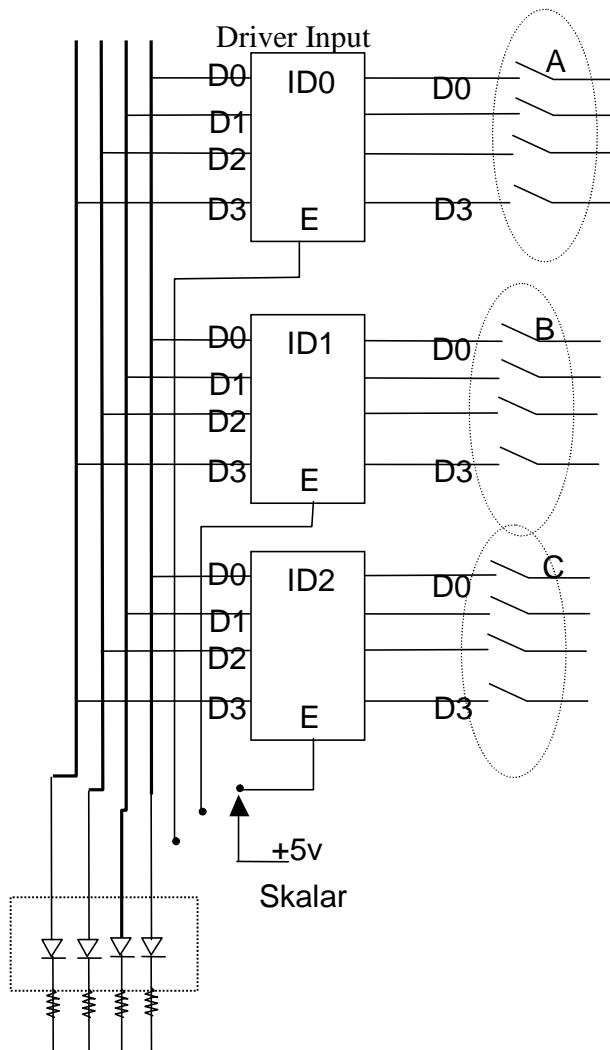 Driver Input
D0 ID0 D0 A
D1
D2
D3 D3
E
D0 ID1 D0 B
D1
D2
D3 D3
E
D0 ID2 D0 C
D1
D2
D3 D3
E
+5v
Skalar